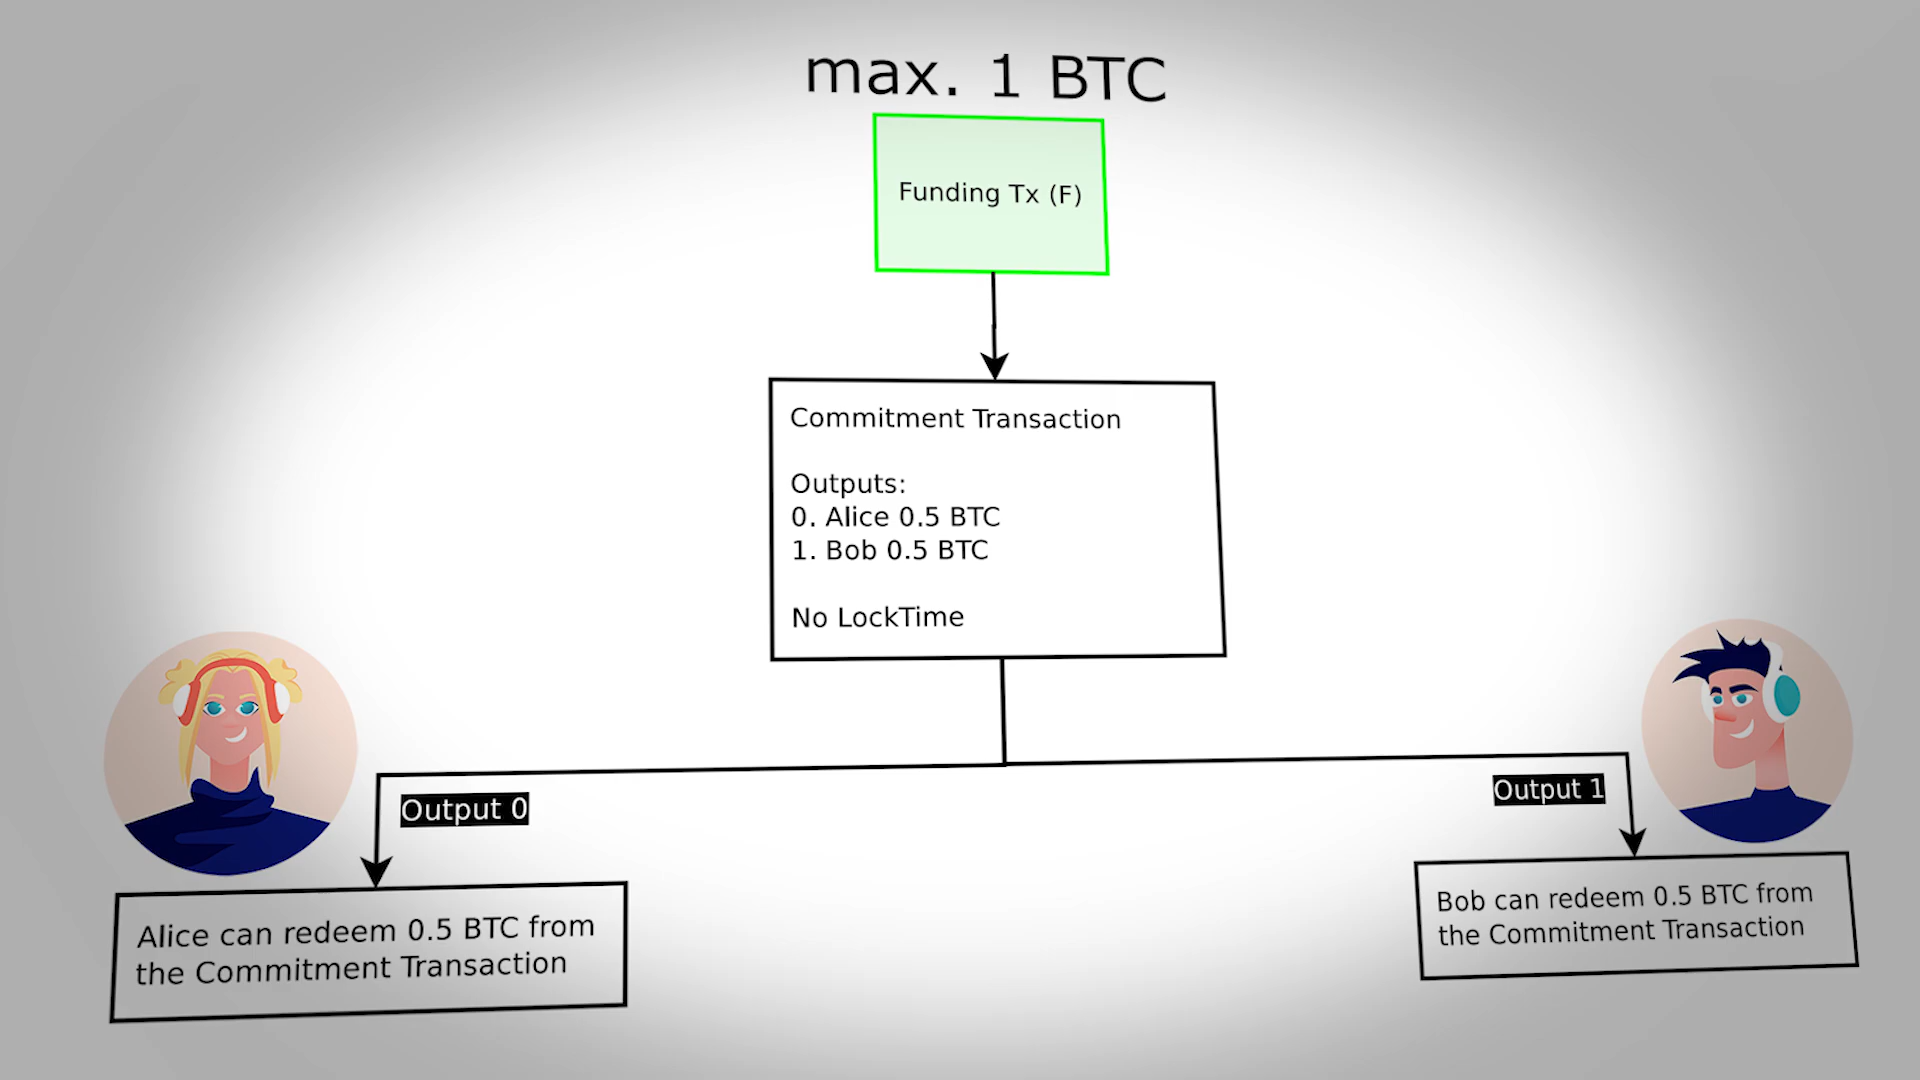 max. 1 BTC
Funding Tx (F)
Commitment Transaction
Outputs:
0. Alice 0.5 BTC
1. Bob 0.5 BTC
No LockTime
Output 0
Output 1
Alice can redeem 0.5 BTC from
the Commitment Transaction
Bob can redeem 0.5 BTC from
the Commitment Transaction